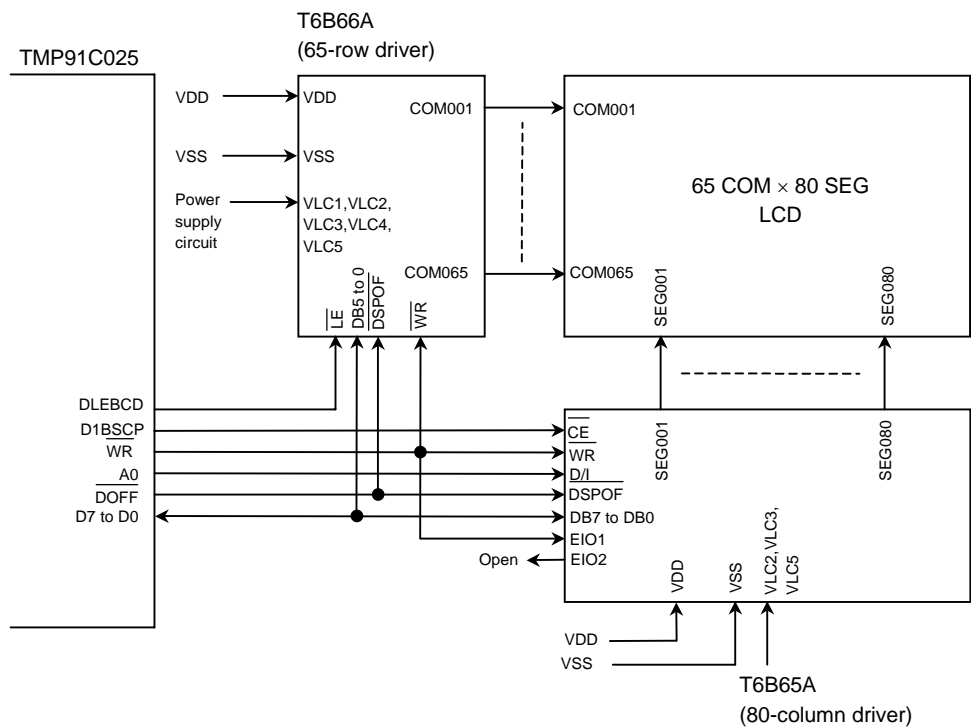 T6B66A
(65-row driver)
TMP91C025
VDD
VDD
COM001
COM001
VSS
VSS
65 COM × 80 SEG
LCD
Power
supply
circuit
VLC1,VLC2,
VLC3,VLC4,
VLC5
COM065
COM065
LE
DB5 to 0
DSPOF
WR
SEG001
SEG080
DLEBCD
D1BSCP
WR
A0
DOFF
D7 to D0
CE
WR
D/I
DSPOF
DB7 to DB0
EIO1
EIO2
Open
SEG001
SEG080
VDD
VSS
VLC2,VLC3,
VLC5
VDD
VSS
T6B65A
(80-column driver)